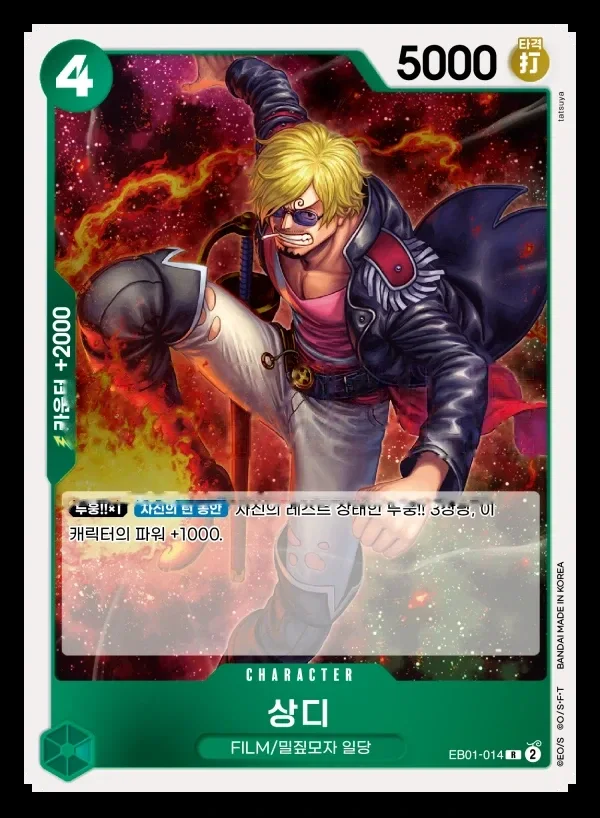 4
5000
타격
打
tatsuya
카운터 +2000
두웅!!×1 자신의 턴 동안 자신의 레스트 상태인 두웅!! 3장당, 이
캐릭터의 파워 +1000.
CHARACTER
상디
FILM/밀짚모자 일당
EB01-014 R 2
©EO/S ©O/S·F·T BANDAI MADE IN KOREA